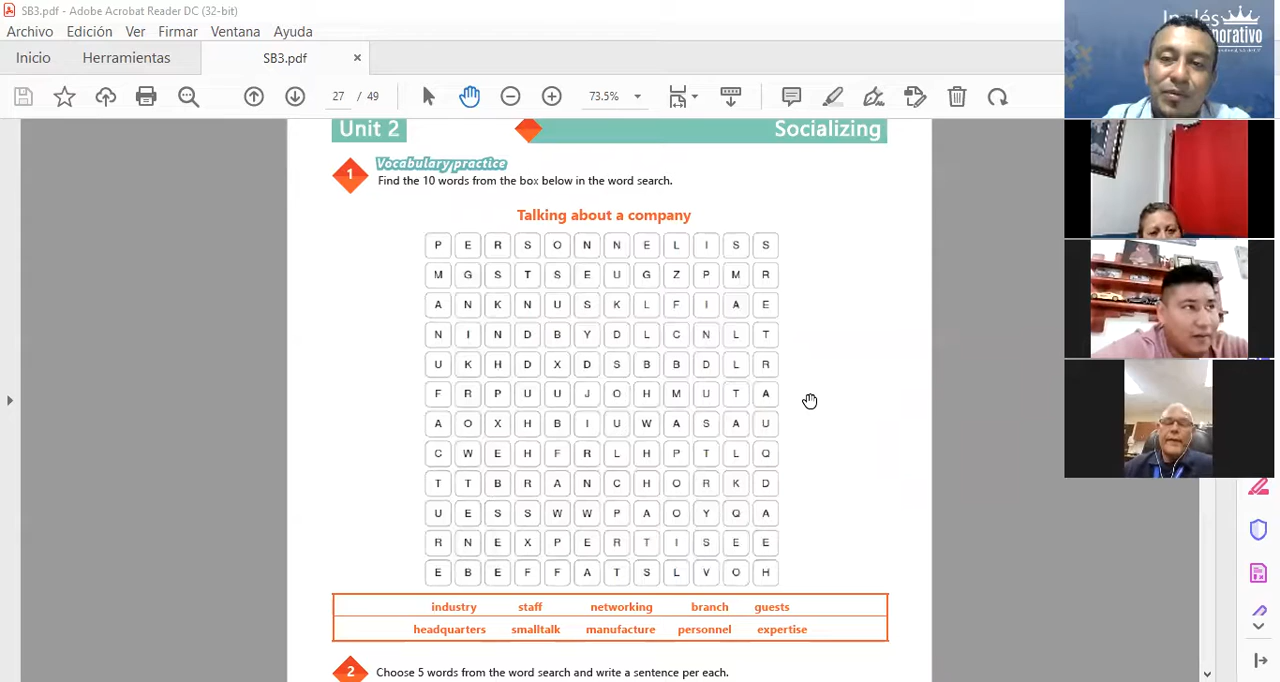 SB3.pdf - Adobe Acrobat Reader DC (32-bit)
Archivo Edición Ver Firmar Ventana Ayuda
Inicio Herramientas SB3.pdf ×
27 / 49 73.5%
Unit 2 Socializing
1 Vocabulary practice
Find the 10 words from the box below in the word search.
Talking about a company
P E R S O N N E L I S S
M G S T S E U G Z P M R
A N K N U S K L F I A E
N I N D B Y D L C N L T
U K H D X D S B B D L R
F R P U U J O H M U T A
A O X H B I U W A S A U
C W E H F R L H P T L Q
T T B R A N C H O R K D
U E S S W W P A O Y Q A
R N E X P E R T I S E E
E B E F F A T S L V O H
industry staff networking branch guests
headquarters smalltalk manufacture personnel expertise
2 Choose 5 words from the word search and write a sentence per each.